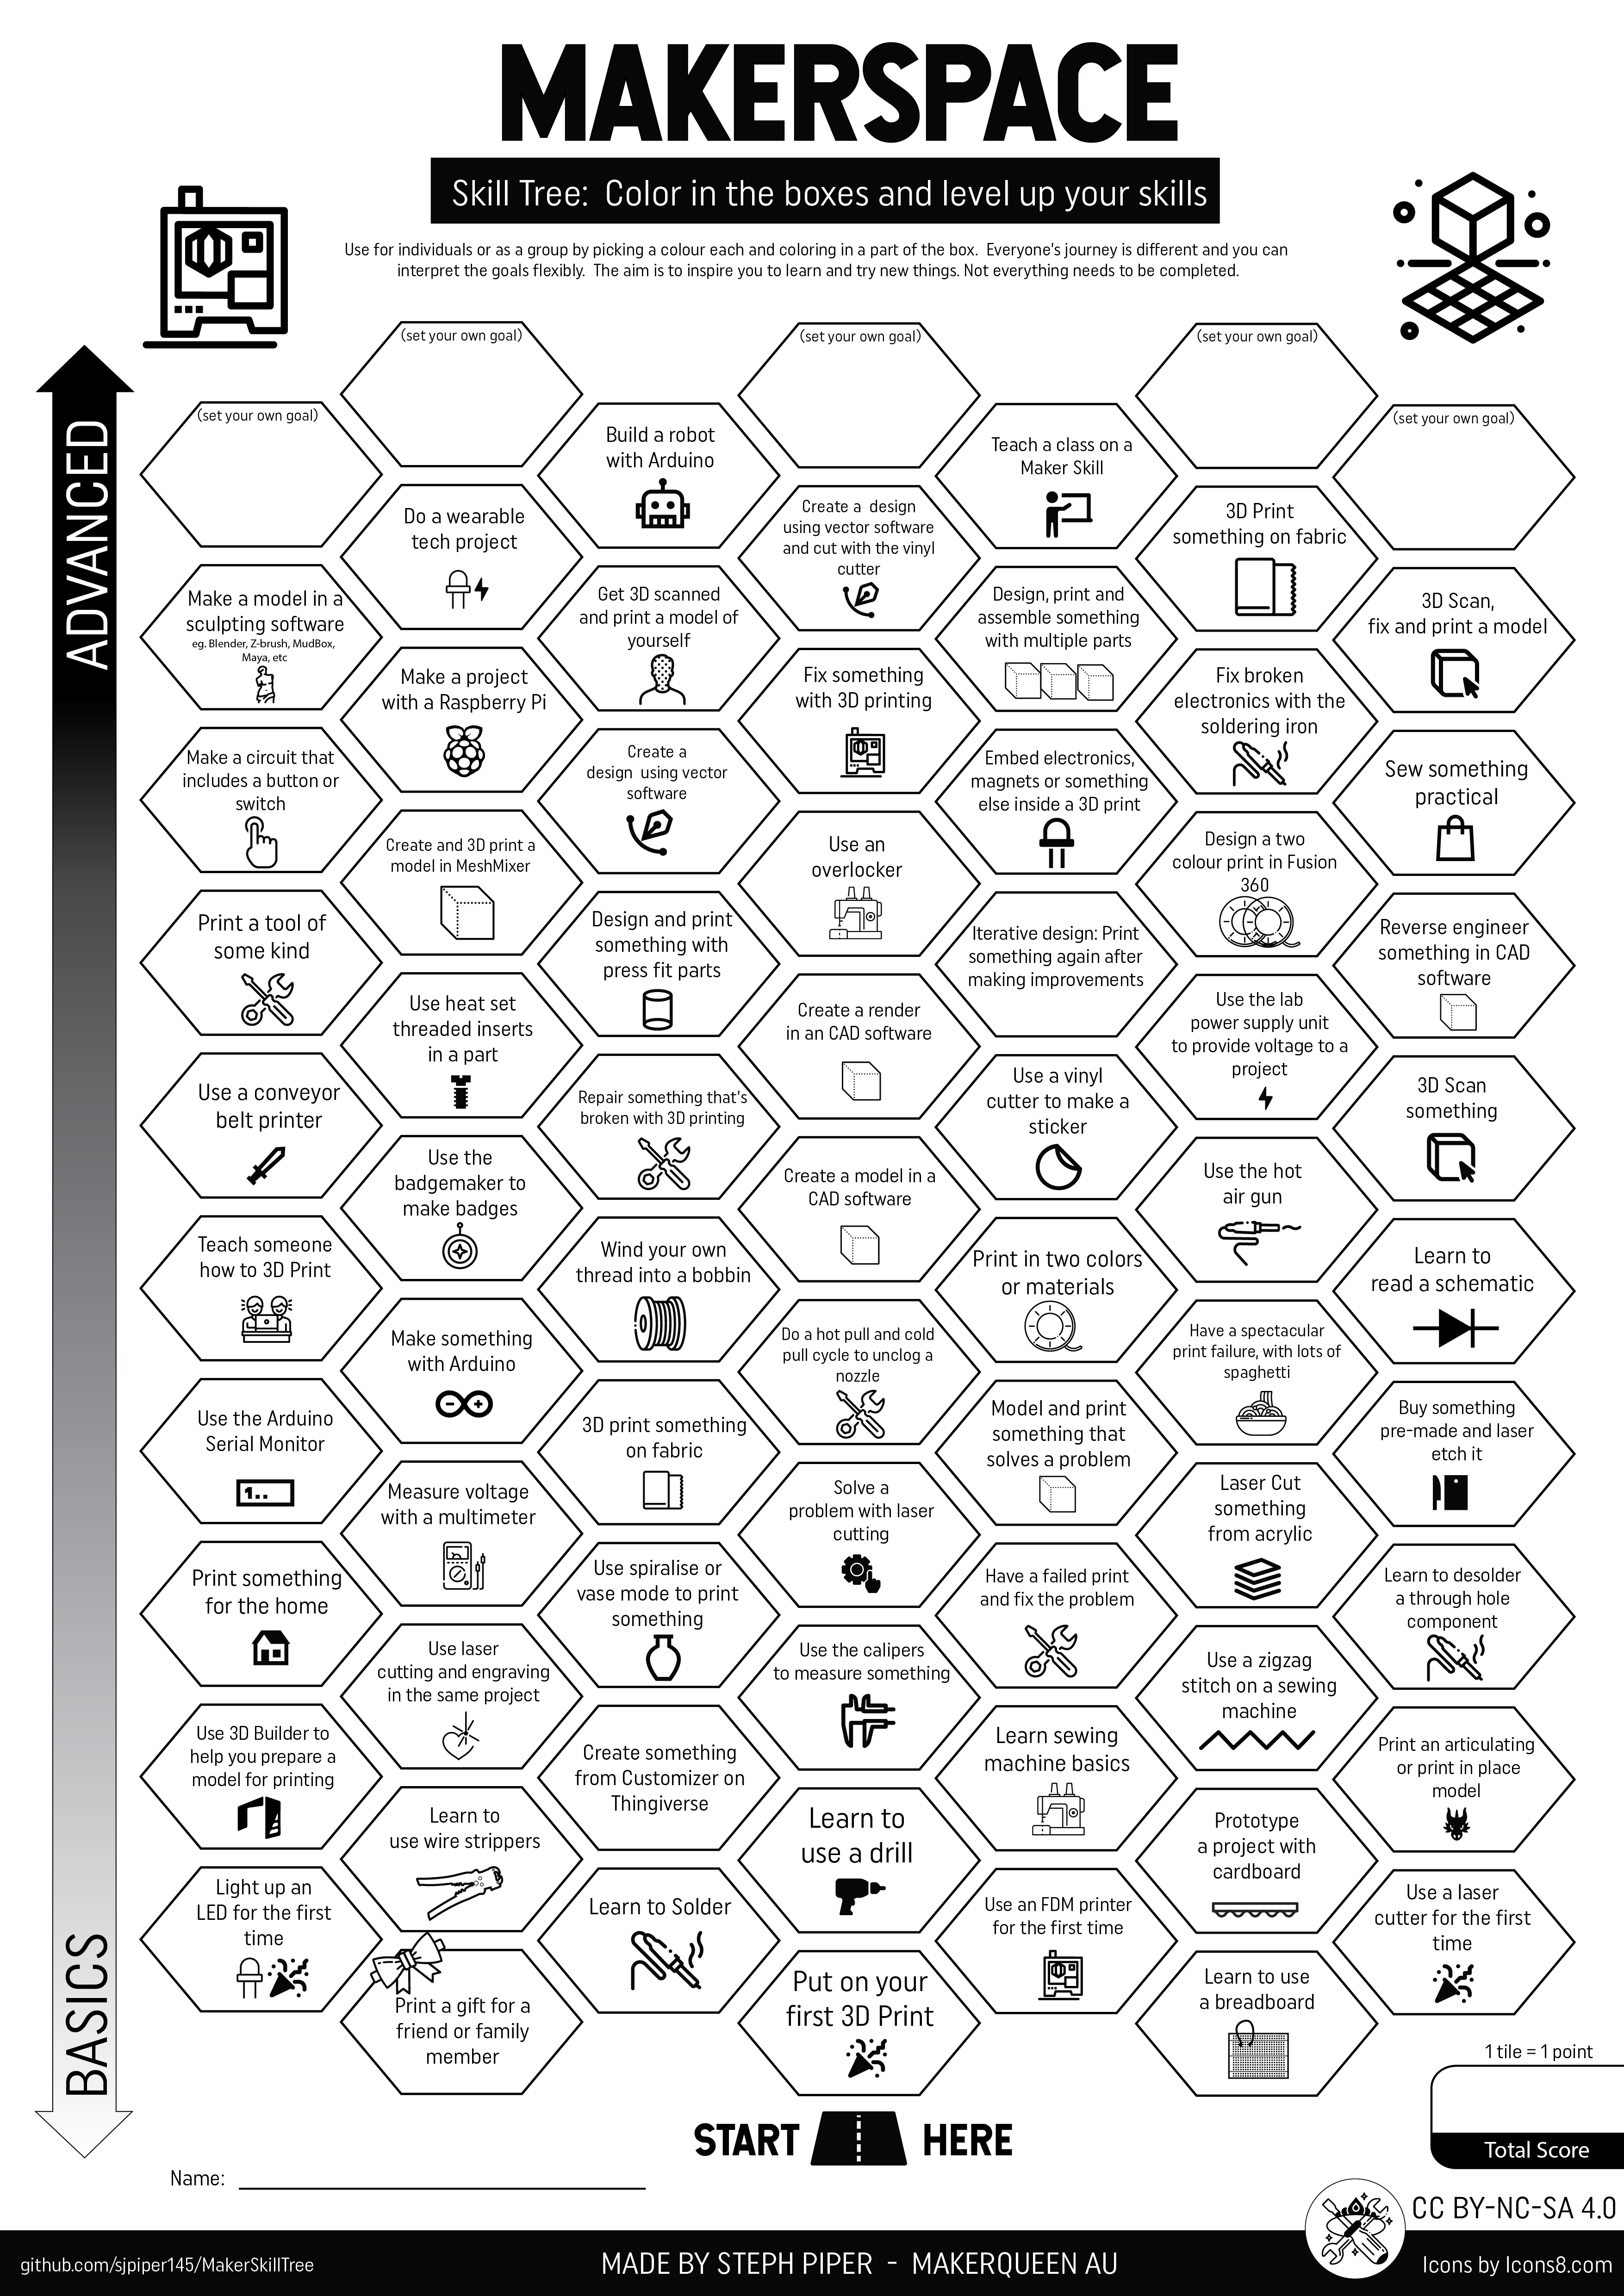 MAKERSPACE
Skill Tree:  Color in the boxes and level up your skills
Use for individuals or as a group by picking a colour each and coloring in a part of the box.  Everyone's journey is different and you can
interpret the goals flexibly.  The aim is to inspire you to learn and try new things. Not everything needs to be completed.
ADVANCED
BASICS
(set your own goal)
(set your own goal)
(set your own goal)
(set your own goal)
(set your own goal)
Build a robot
with Arduino
Teach a class on a
Maker Skill
Do a wearable
tech project
Create a  design
using vector software
and cut with the vinyl
cutter
3D Print
something on fabric
Make a model in a
sculpting software
eg. Blender, Z-brush, MudBox,
Maya, etc
Get 3D scanned
and print a model of
yourself
Design, print and
assemble something
with multiple parts
3D Scan,
fix and print a model
Make a project
with a Raspberry Pi
Fix something
with 3D printing
Fix broken
electronics with the
soldering iron
Make a circuit that
includes a button or
switch
Create a
design  using vector
software
Embed electronics,
magnets or something
else inside a 3D print
Sew something
practical
Create and 3D print a
model in MeshMixer
Use an
overlocker
Design a two
colour print in Fusion
360
Print a tool of
some kind
Design and print
something with
press fit parts
Iterative design: Print
something again after
making improvements
Reverse engineer
something in CAD
software
Use heat set
threaded inserts
in a part
Create a render
in an CAD software
Use the lab
power supply unit
to provide voltage to a
project
Use a conveyor
belt printer
Repair something that's
broken with 3D printing
Use a vinyl
cutter to make a
sticker
3D Scan
something
Use the
badgemaker to
make badges
Create a model in a
CAD software
Use the hot
air gun
Teach someone
how to 3D Print
Wind your own
thread into a bobbin
Print in two colors
or materials
Learn to
read a schematic
Make something
with Arduino
Do a hot pull and cold
pull cycle to unclog a
nozzle
Have a spectacular
print failure, with lots of
spaghetti
Use the Arduino
Serial Monitor
1..
3D print something
on fabric
Model and print
something that
solves a problem
Buy something
pre-made and laser
etch it
Measure voltage
with a multimeter
Solve a
problem with laser
cutting
Laser Cut
something
from acrylic
Print something
for the home
Use spiralise or
vase mode to print
something
Have a failed print
and fix the problem
Learn to desolder
a through hole
component
Use laser
cutting and engraving
in the same project
Use the calipers
to measure something
Use a zigzag
stitch on a sewing
machine
Use 3D Builder to
help you prepare a
model for printing
Create something
from Customizer on
Thingiverse
Learn sewing
machine basics
Print an articulating
or print in place
model
Learn to
use wire strippers
Learn to
use a drill
Prototype
a project with
cardboard
Light up an
LED for the first
time
Learn to Solder
Use an FDM printer
for the first time
Use a laser
cutter for the first
time
Print a gift for a
friend or family
member
Put on your
first 3D Print
Learn to use
a breadboard
1 tile = 1 point
Total Score
START
HERE
Name:
CC BY-NC-SA 4.0
github.com/sjpiper145/MakerSkillTree
MADE BY STEPH PIPER  -  MAKERQUEEN AU
Icons by Icons8.com